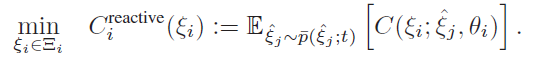 min_{ξ_i∈Ξ_i} C_i^{reactive}(ξ_i) := 𝔼_{ξ̂_j∼p̄(ξ̂_j;t)} [C(ξ_i; ξ̂_j, θ_i)] .